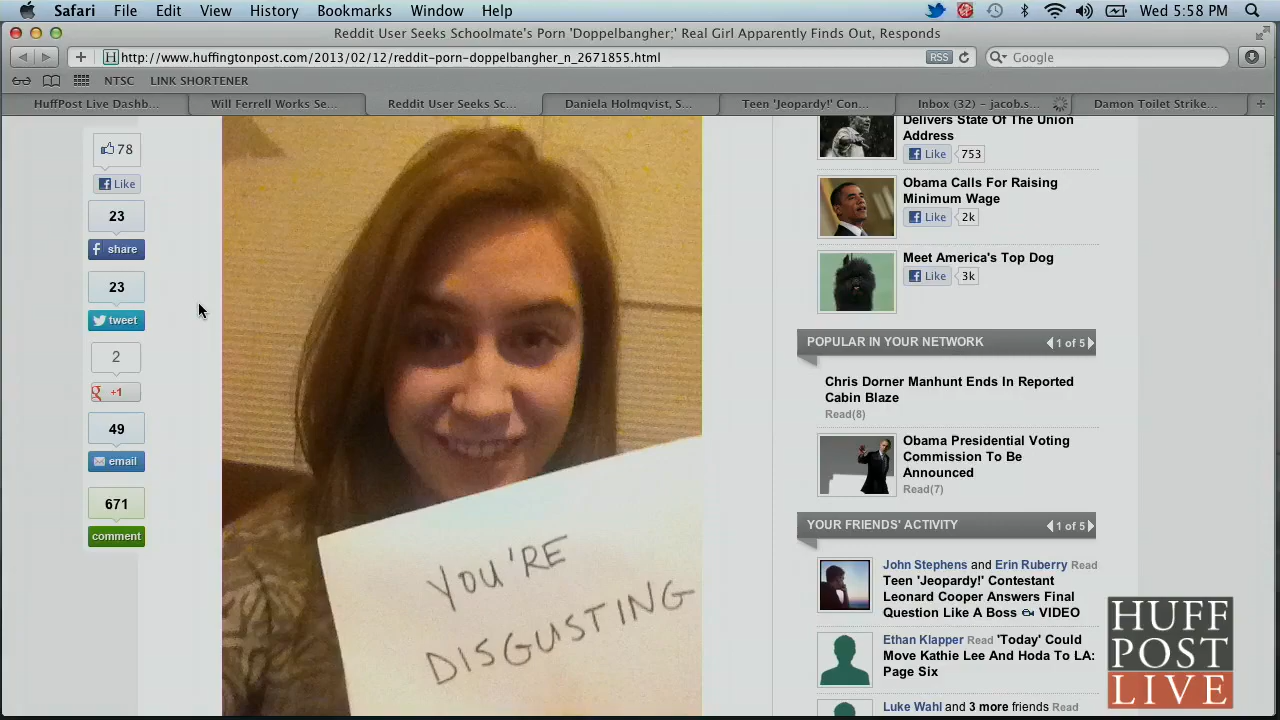 Safari File Edit View History Bookmarks Window Help
Wed 5:58 PM
Reddit User Seeks Schoolmate's Porn 'Doppelbangher;' Real Girl Apparently Finds Out, Responds
http://www.huffingtonpost.com/2013/02/12/reddit-porn-doppelbangher_n_2671855.html
RSS
Google
NTSC LINK SHORTENER
HuffPost Live Dashb...
Will Ferrell Works Se...
Reddit User Seeks Sc...
Daniela Holmqvist, S...
Teen 'Jeopardy!' Con...
Inbox (32) – jacob.s...
Damon Toilet Strike...
78
Like
23
share
23
tweet
2
+1
49
email
671
comment
YOU'RE
DISGUSTING
Delivers State Of The Union
Address
Like 753
Obama Calls For Raising
Minimum Wage
Like 2k
Meet America's Top Dog
Like 3k
POPULAR IN YOUR NETWORK
1 of 5
Chris Dorner Manhunt Ends In Reported
Cabin Blaze
Read(8)
Obama Presidential Voting
Commission To Be
Announced
Read(7)
YOUR FRIENDS' ACTIVITY
1 of 5
John Stephens and Erin Ruberry Read
Teen 'Jeopardy!' Contestant
Leonard Cooper Answers Final
Question Like A Boss VIDEO
Ethan Klapper Read 'Today' Could
Move Kathie Lee And Hoda To LA:
Page Six
Luke Wahl and 3 more friends Read
HUFF
POST
LIVE